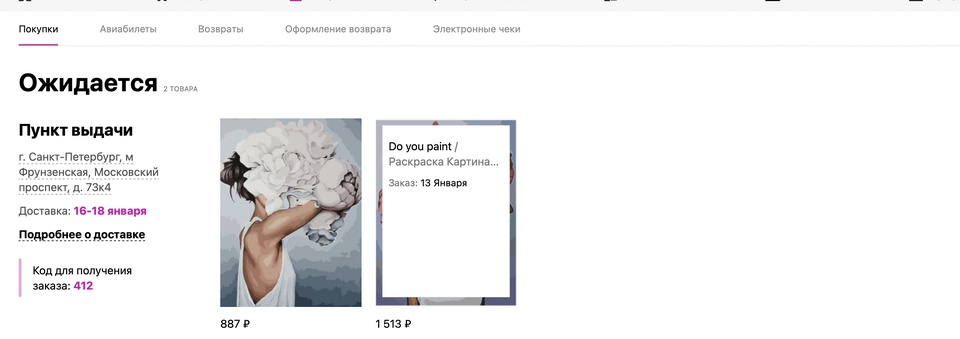 Покупки Авиабилеты Возвраты Оформление возврата Электронные чеки
Ожидается 2 ТОВАРА
Пункт выдачи
г. Санкт-Петербург, м
Фрунзенская, Московский
проспект, д. 73к4
Доставка: 16-18 января
Подробнее о доставке
Код для получения
заказа: 412
887 ₽
Do you paint /
Раскраска Картина...
Заказ: 13 Января
1 513 ₽